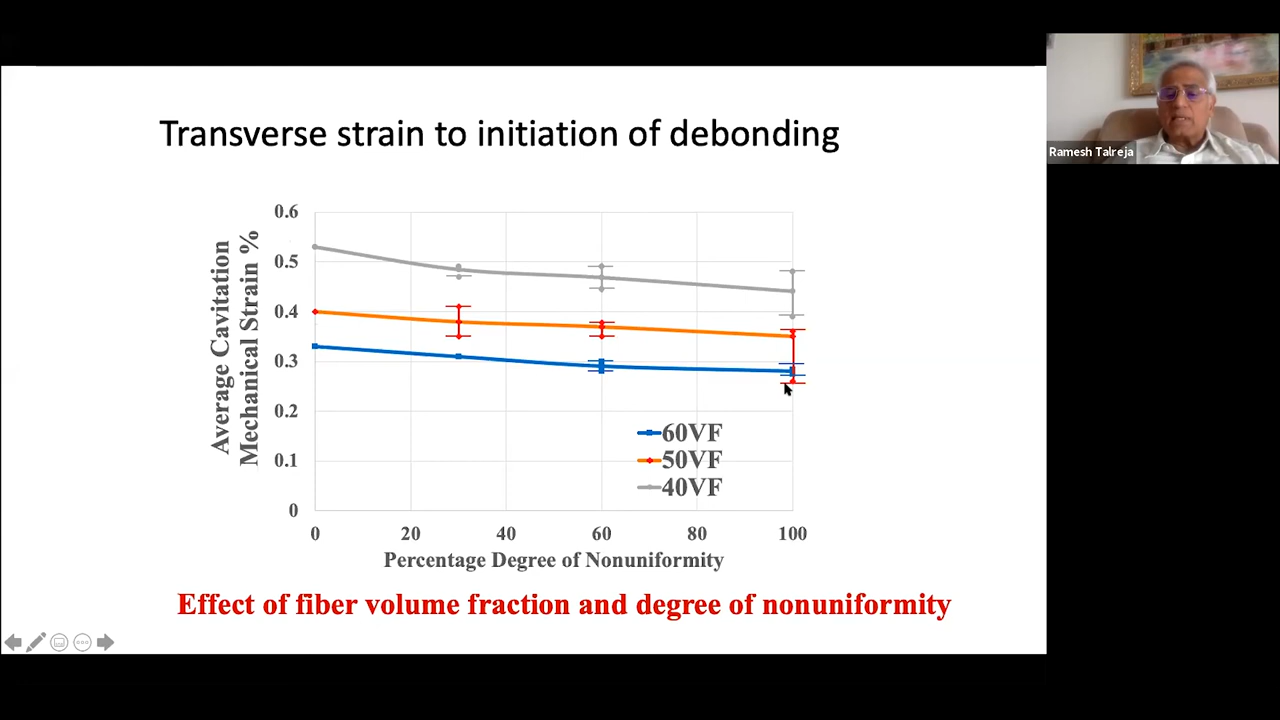 Transverse strain to initiation of debonding
Ramesh Talreja
Average Cavitation
Mechanical Strain %
0.6
0.5
0.4
0.3
0.2
0.1
0
0 20 40 60 80 100
60VF
50VF
40VF
Percentage Degree of Nonuniformity
Effect of fiber volume fraction and degree of nonuniformity